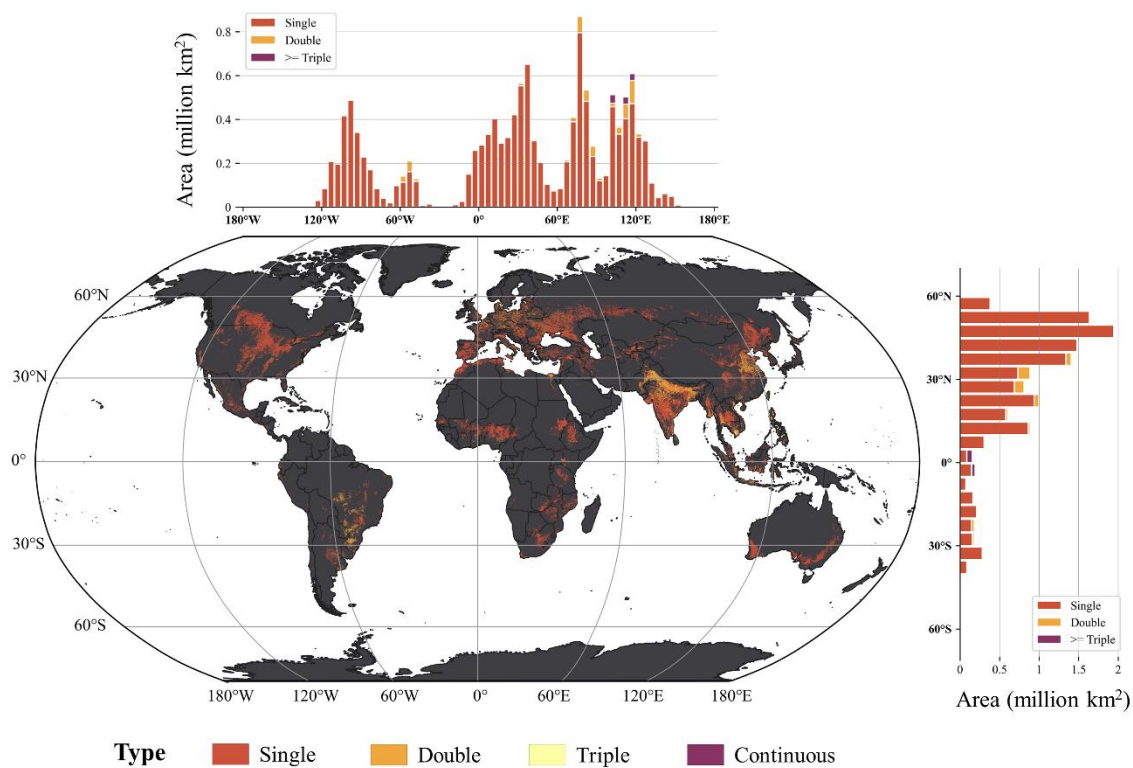 Area (million km²)
0.8
0.6
0.4
0.2
0
Single
Double
>= Triple
180°W 120°W 60°W 0° 60°E 120°E 180°E
60°N
30°N
0°
30°S
60°S
180°W 120°W 60°W 0° 60°E 120°E 180°E
60°N
30°N
0°
30°S
60°S
Single
Double
>= Triple
0 0.5 1 1.5 2
Area (million km²)
Type Single Double Triple Continuous